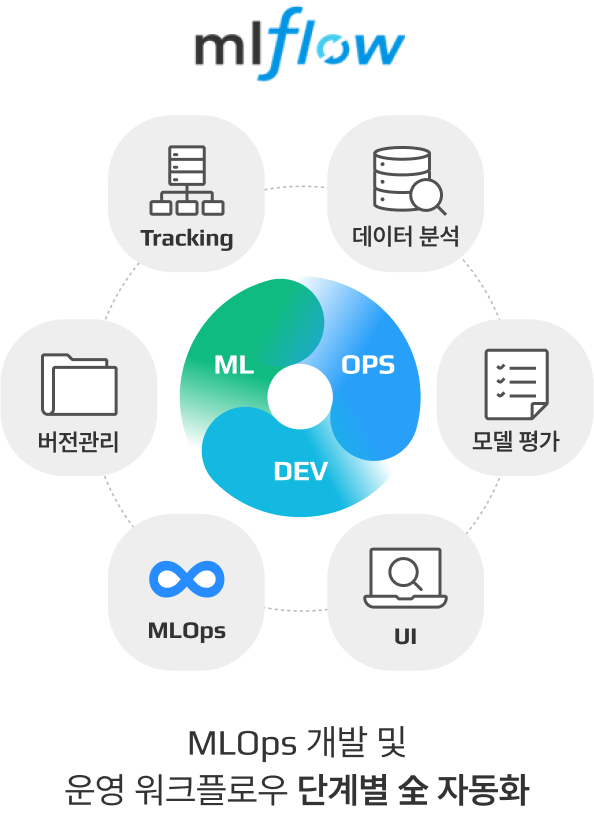 mlflow
Tracking
데이터 분석
ML
OPS
버전관리
모델 평가
DEV
MLOps
UI
MLOps 개발 및
운영 워크플로우 단계별 全 자동화